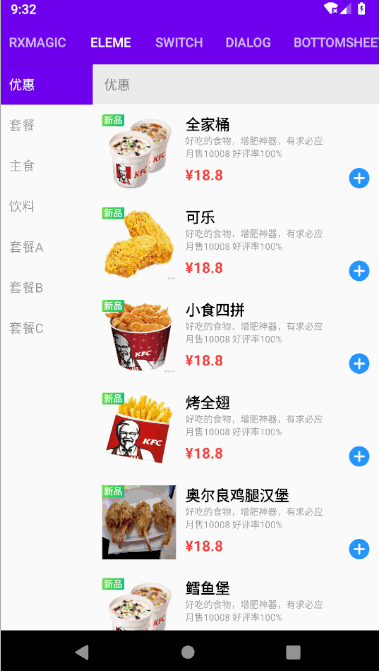 9:32
RXMAGIC ELEME SWITCH DIALOG BOTTOMSHEET
优惠
套餐
主食
饮料
套餐A
套餐B
套餐C
优惠
新品
全家桶
好吃的食物，增肥神器，有求必应
月售10008 好评率100%
¥18.8
新品
可乐
好吃的食物，增肥神器，有求必应
月售10008 好评率100%
¥18.8
新品
KFC
小食四拼
好吃的食物，增肥神器，有求必应
月售10008 好评率100%
¥18.8
新品
KFC
烤全翅
好吃的食物，增肥神器，有求必应
月售10008 好评率100%
¥18.8
新品
奥尔良鸡腿汉堡
好吃的食物，增肥神器，有求必应
月售10008 好评率100%
¥18.8
新品
鳕鱼堡
好吃的食物，增肥神器，有求必应
月售10008 好评率100%